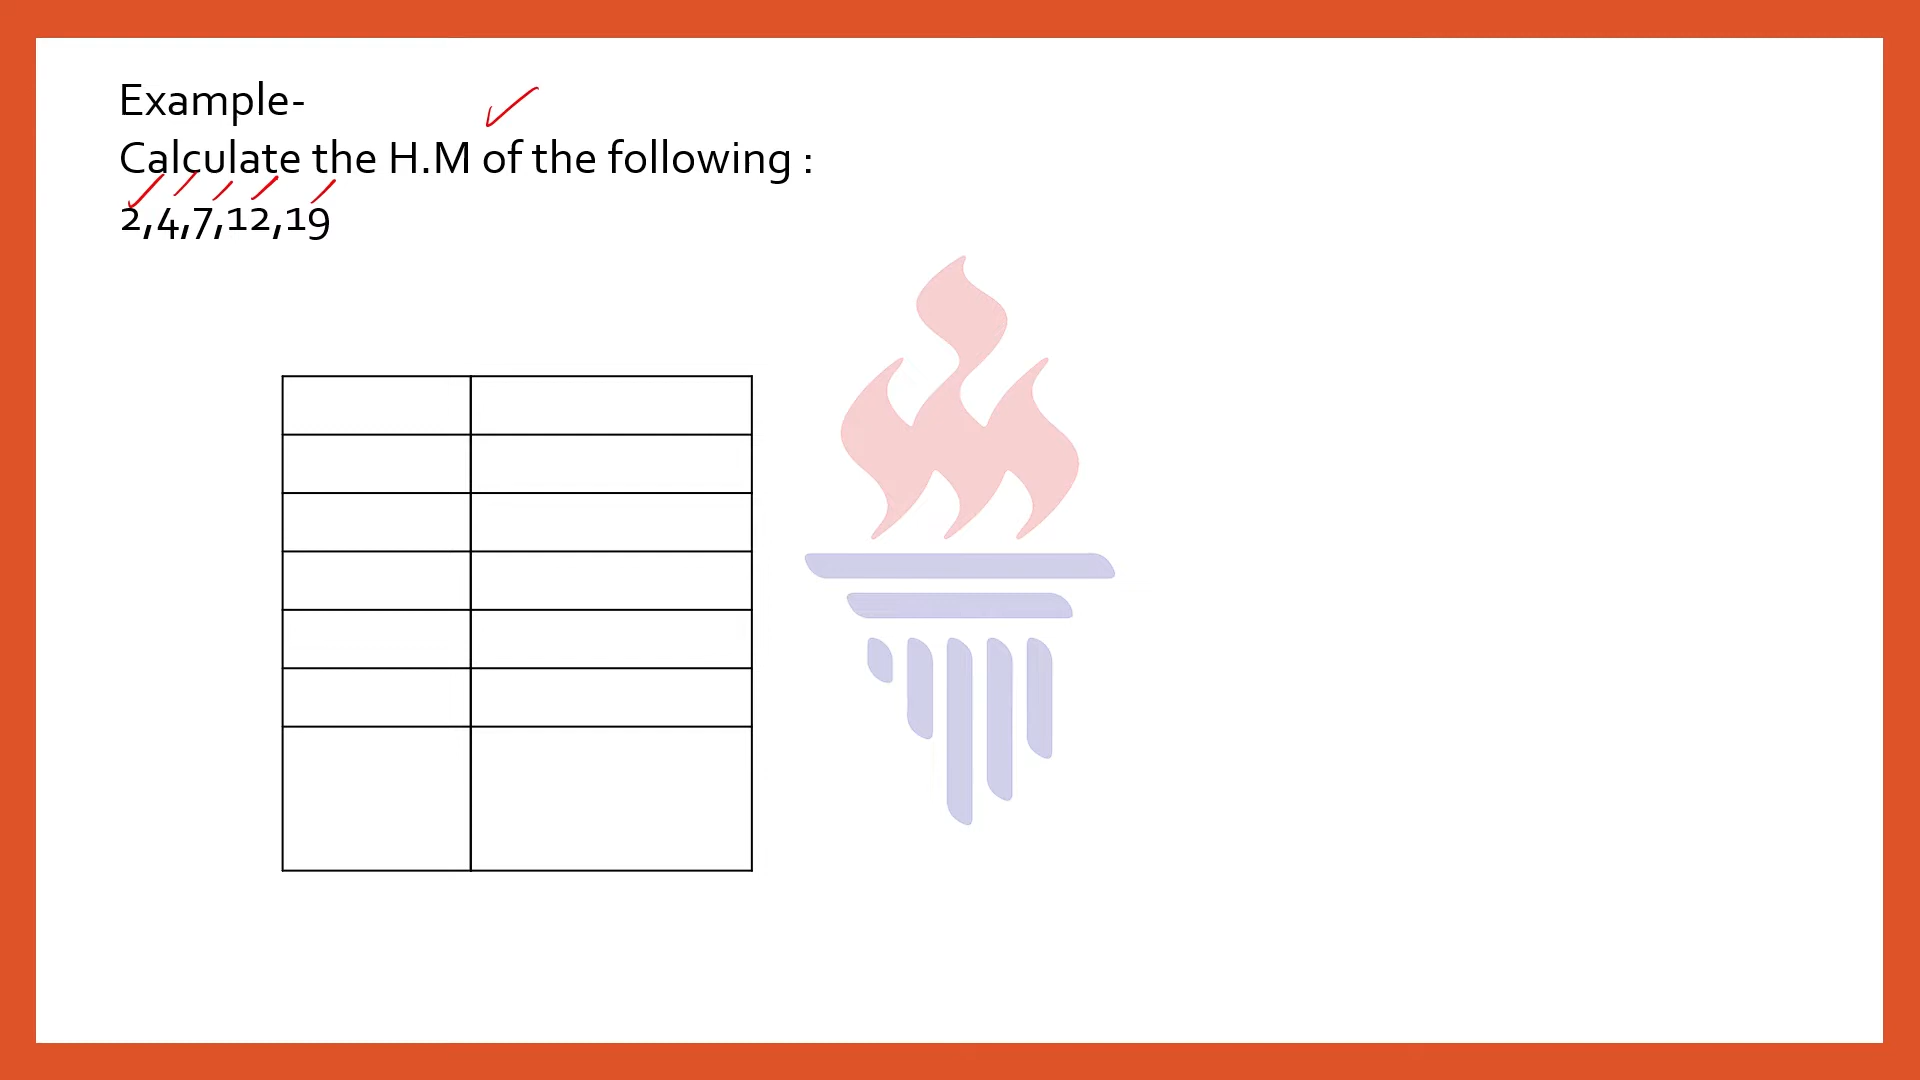 Example-
Calculate the H.M of the following :
2,4,7,12,19